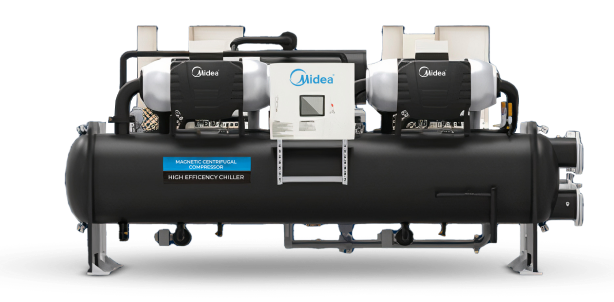 Midea
Midea
Midea
MAGNETIC CENTRIFUGAL
COMPRESSOR
HIGH EFFICENCY CHILLER